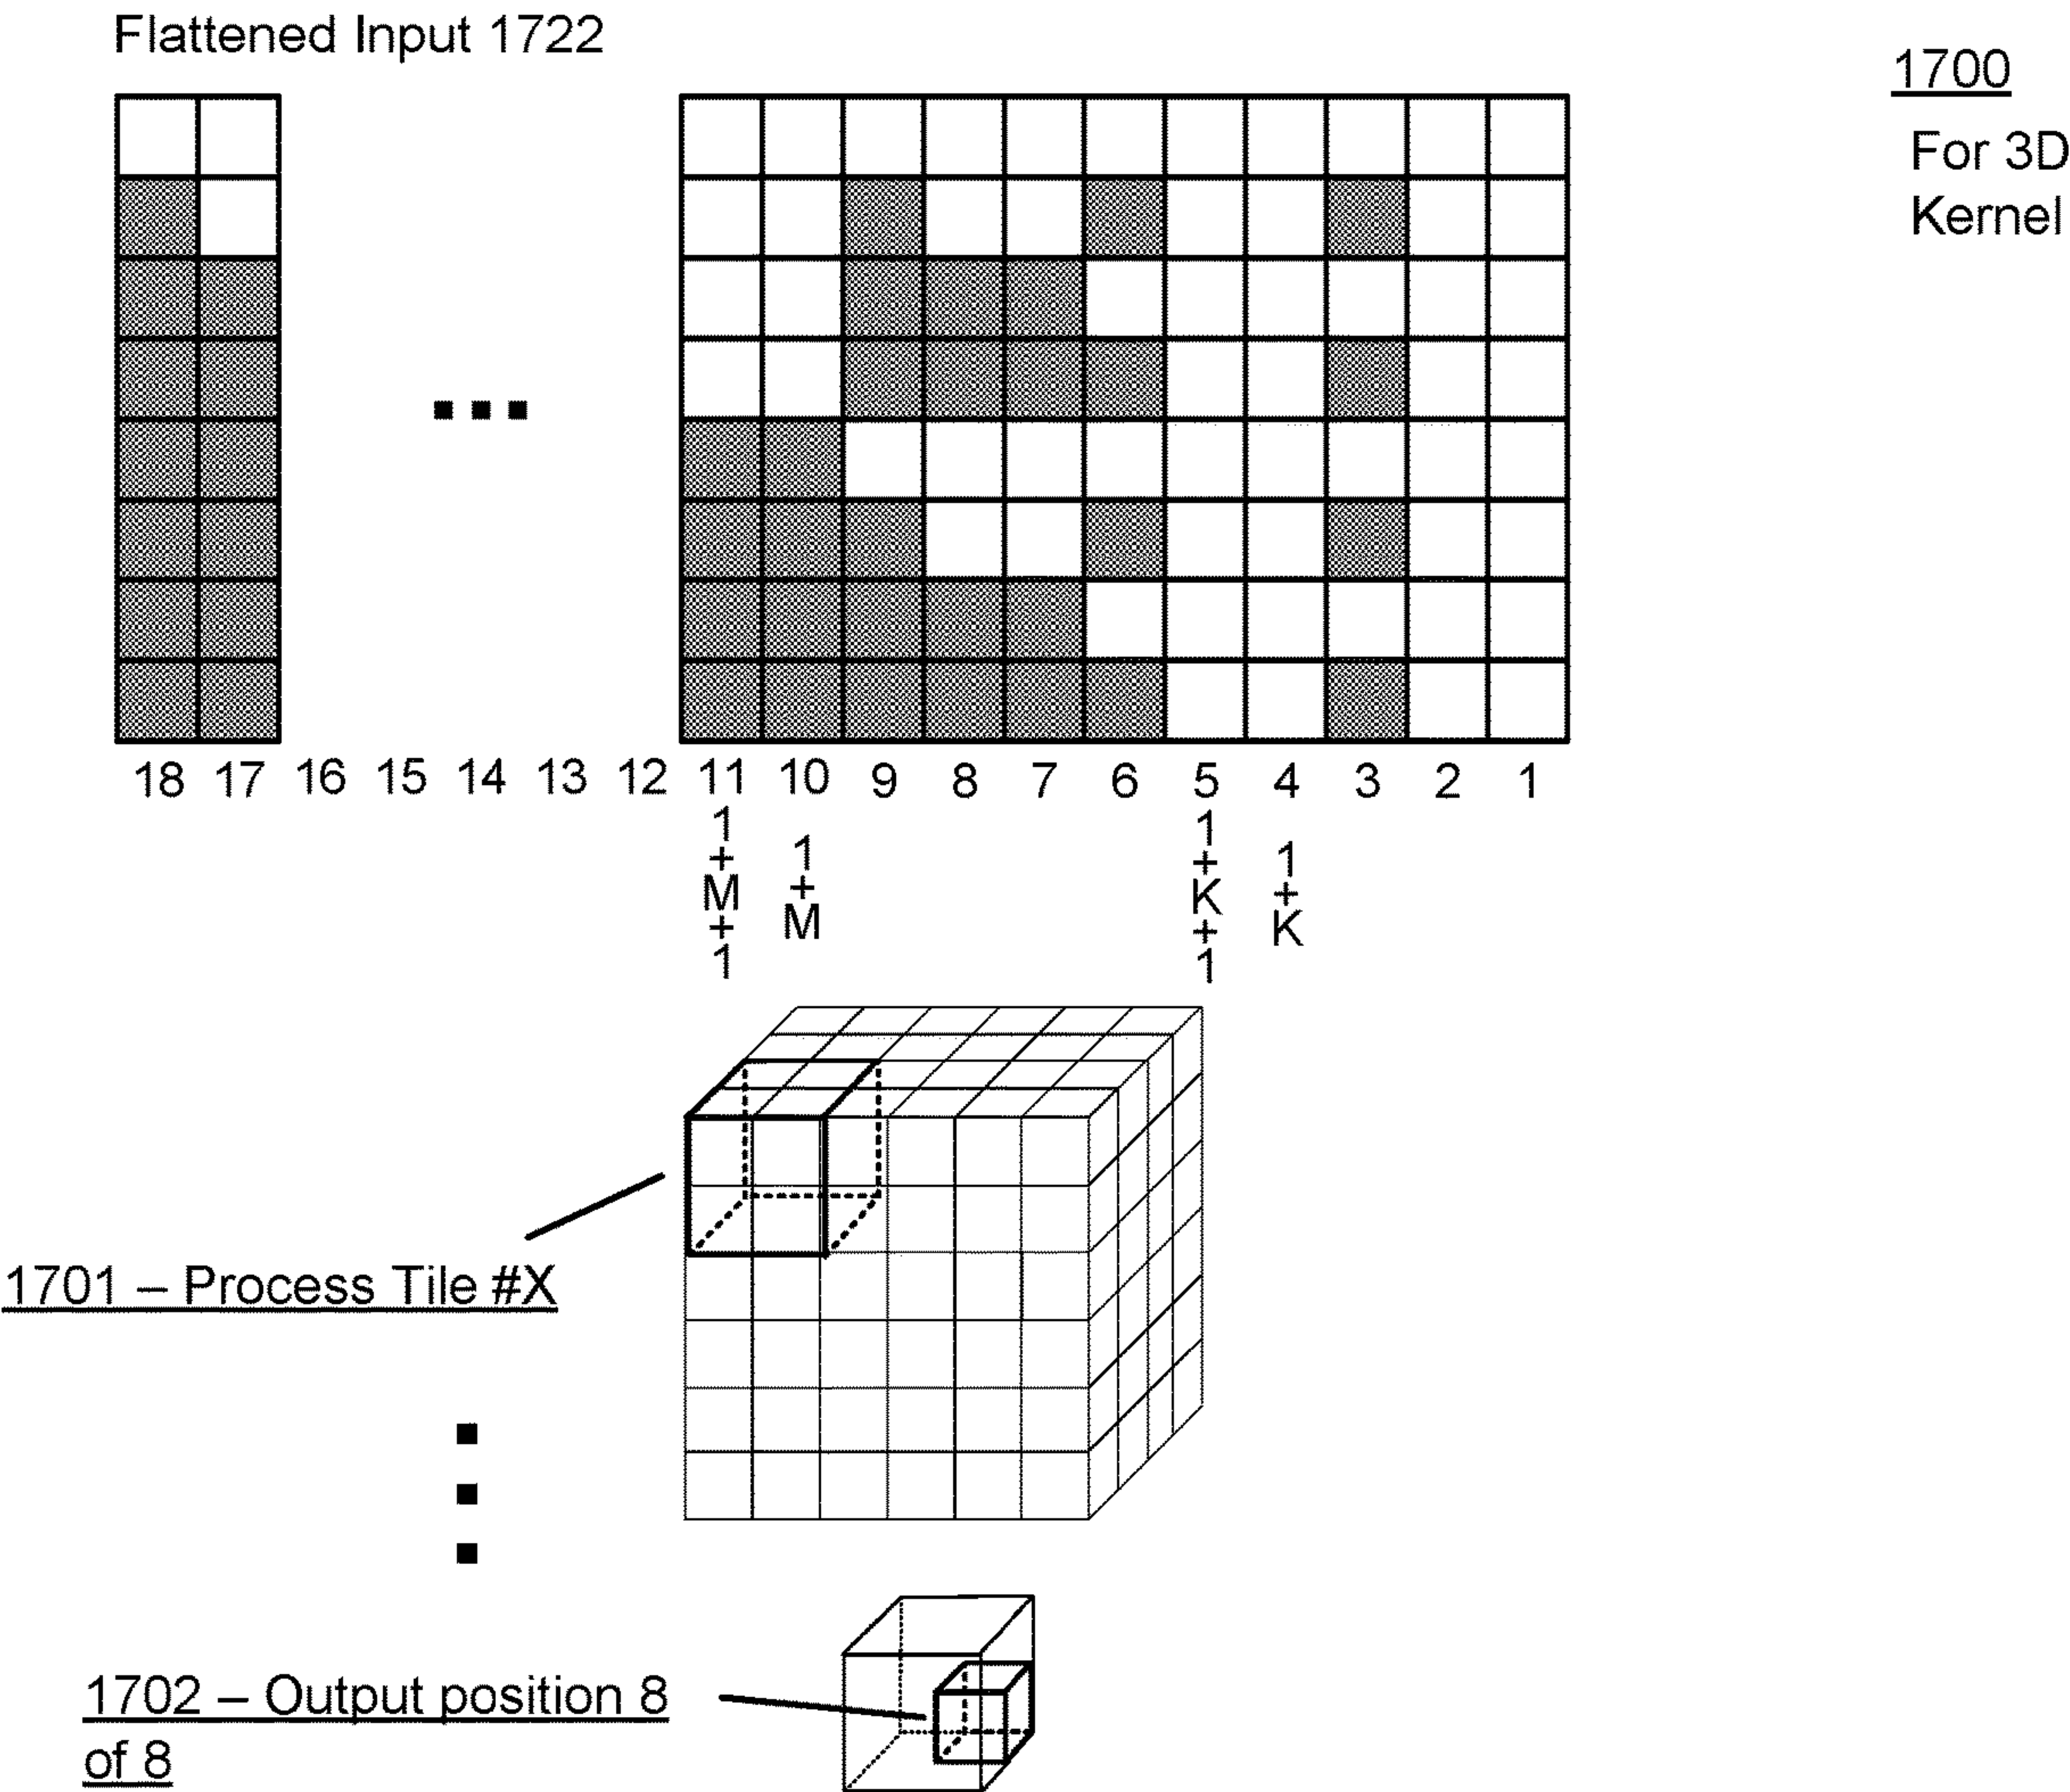 Flattened Input 1722
1700
For 3D
Kernel
18 17 16 15 14 13 12 11 10 9 8 7 6 5 4 3 2 1
1+M+1
1+M
1+K+1
1+K
1701 – Process Tile #X
1702 – Output position 8
of 8